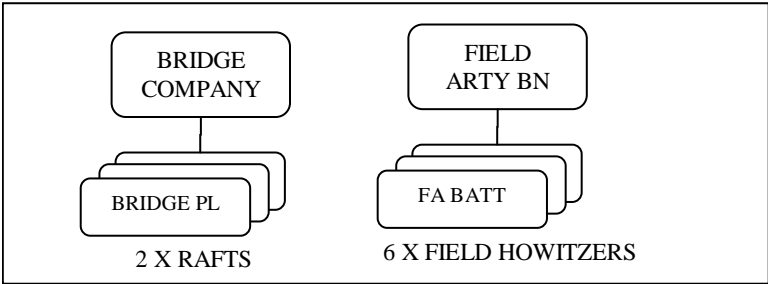 BRIDGE
COMPANY
BRIDGE PL
2 X RAFTS
FIELD
ARTY BN
FA BATT
6 X FIELD HOWITZERS